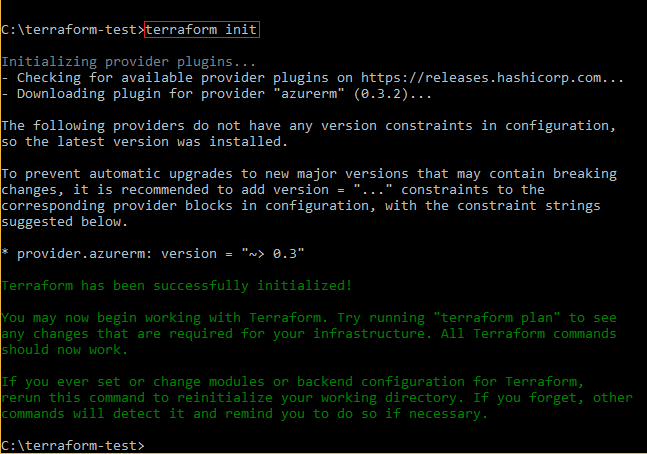 C:\terraform-test>terraform init
Initializing provider plugins...
- Checking for available provider plugins on https://releases.hashicorp.com...
- Downloading plugin for provider "azurerm" (0.3.2)...
The following providers do not have any version constraints in configuration,
so the latest version was installed.
To prevent automatic upgrades to new major versions that may contain breaking
changes, it is recommended to add version = "..." constraints to the
corresponding provider blocks in configuration, with the constraint strings
suggested below.
* provider.azurerm: version = "~> 0.3"
Terraform has been successfully initialized!
You may now begin working with Terraform. Try running "terraform plan" to see
any changes that are required for your infrastructure. All Terraform commands
should now work.
If you ever set or change modules or backend configuration for Terraform,
rerun this command to reinitialize your working directory. If you forget, other
commands will detect it and remind you to do so if necessary.
C:\terraform-test>